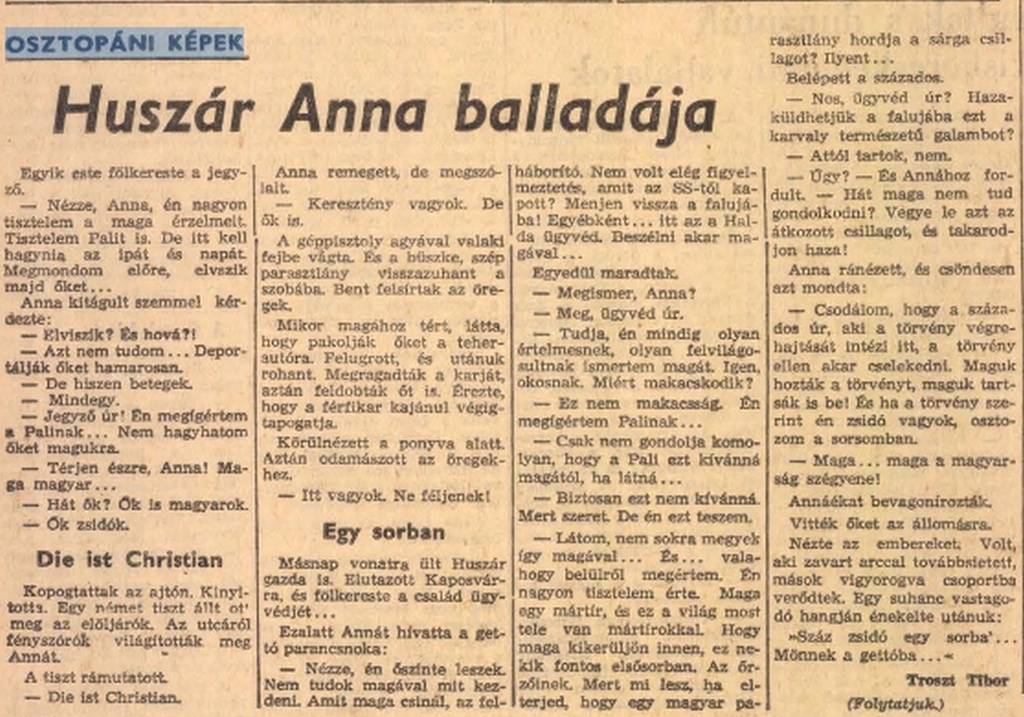 OSZTOPÁNI KÉPEK
Huszár Anna balladája
Egyik este fölkereste a jegy-
ző.
— Nézze, Anna, én nagyon
tisztelem a maga érzelmeit.
Tisztelem Palit is. De itt kell
hagynia az ipát és napát.
Megmondom előre, elvszik
majd őket...
Anna kitágult szemmel kér-
dezte:
— Elviszik? És hová?!
— Azt nem tudom... Depor-
tálják őket hamarosan.
— De hiszen betegek.
— Mindegy.
— Jegyző úr! Én megígértem
a Palinak... Nem hagyhatom
őket magukra.
— Térjen észre, Anna! Ma-
ga magyar...
— Hát ők? Ők is magyarok.
— Ők zsidók.
Die ist Christian
Kopogtattak az ajtón. Kinyi-
totta. Egy német tiszt állt ott
meg az elöljárók. Az utcáról
fényszórók világították meg
Annát.
A tiszt rámutatott.
— Die ist Christian.
Anna remegett, de megszó-
lalt.
— Keresztény vagyok. De
ők is.
A géppisztoly agyával valaki
fejbe vágta. És a büszke, szép
parasztlány visszazuhant a
szobába. Bent felsírtak az öre-
gek.
Mikor magához tért, látta,
hogy pakolják őket a teher-
autóra. Felugrott, és utánuk
rohant. Megragadták a karját,
aztán feldobták őt is. Érezte,
hogy a férfikar kajánul végig-
tapogatja.
Körülnézett a ponyva alatt.
Aztán odamászott az öregek-
hez.
— Itt vagyok. Ne féljenek!
Egy sorban
Másnap vonatra ült Huszár
gazda is. Elutazott Kaposvár-
ra, és fölkereste a család ügy-
védjét...
Ezalatt Annát hívatta a get-
tó parancsnoka:
— Nézze, én őszinte leszek.
Nem tudok magával mit kez-
deni. Amit maga csinál, az fel-
háborító. Nem volt elég figyel-
meztetés, amit az SS-től ka-
pott? Menjen vissza a falujá-
ba! Egyébként... itt az a Hal-
da ügyvéd. Beszélni akar ma-
gával...
Egyedül maradtak.
— Megismer, Anna?
— Meg, ügyvéd úr.
— Tudja, én mindig olyan
értelmesnek, olyan felvilágo-
sultnak ismertem magát. Igen,
okosnak. Miért makacskodik?
— Ez nem makacsság. Én
megígértem Palinak...
— Csak nem gondolja komo-
lyan, hogy a Pali ezt kívánná
magától, ha látná...
— Biztosan ezt nem kívánná.
Mert szeret. De én ezt teszem.
— Látom, nem sokra megyek
így magával... És... vala-
hogy belülről megértem. Én
nagyon tisztelem érte. Maga
egy mártír, és ez a világ most
tele van mártírokkal. Hogy
maga kikerüljön innen, ez ne-
kik fontos elsősorban. Az őr-
zőinek. Mert mi lesz, ha el-
terjed, hogy egy magyar pa-
rasztlány hordja a sárga csil-
lagot? Ilyent...
Belépett a százados.
— Nos, ügyvéd úr? Haza-
küldhetjük a falujába ezt a
karvaly természetű galambot?
— Attól tartok, nem.
— Úgy? — És Annához for-
dult. — Hát maga nem tud
gondolkodni? Vegye le azt az
átkozott csillagot, és takarod-
jon haza!
Anna ránézett, és csöndesen
azt mondta:
— Csodálom, hogy a száza-
dos úr, aki a törvény végre-
hajtását intézi itt, a törvény
ellen akar cselekedni. Maguk
hozták a törvényt, maguk tart-
sák is be! És ha a törvény sze-
rint én zsidó vagyok, oszto-
zom a sorsomban.
— Maga... maga a magyar-
ság szégyene!
Annáékat bevagonírozták.
Vitték őket az állomásra.
Nézte az embereket. Volt,
aki zavart arccal továbbsietett,
mások vigyorogva csoportba
verődtek. Egy suhanc vastago-
dó hangján énekelte utánuk:
»Száz zsidó egy sorba'...
Mönnek a gettóba...«
Troszt Tibor
(Folytatjuk.)